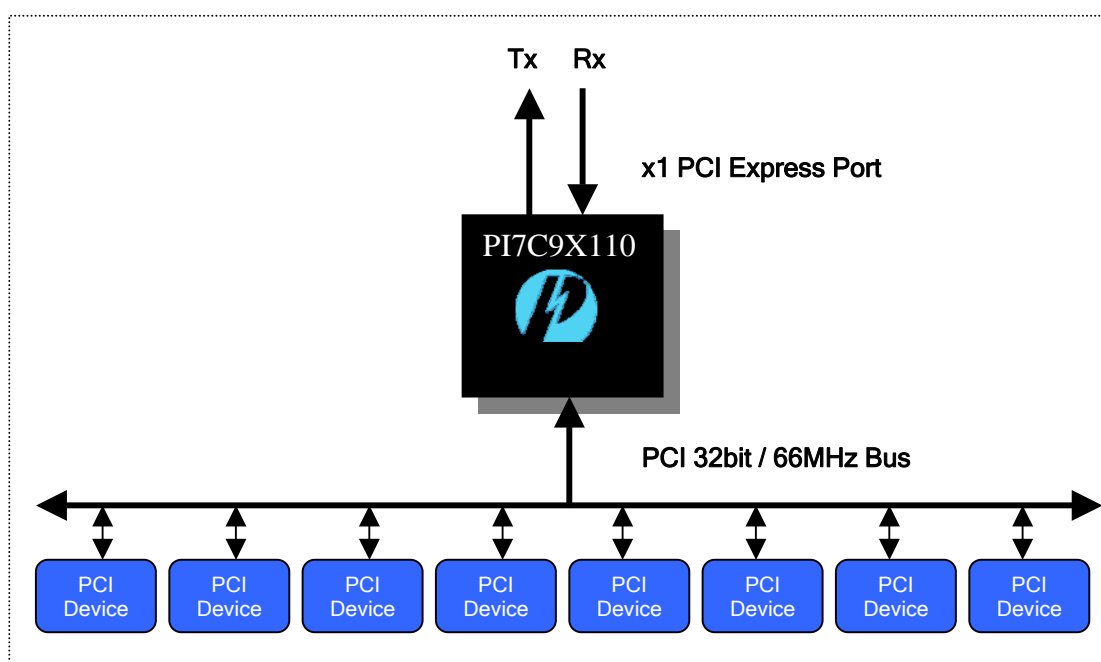 Tx Rx
x1 PCI Express Port
PI7C9X110
PCI 32bit / 66MHz Bus
PCI Device
PCI Device
PCI Device
PCI Device
PCI Device
PCI Device
PCI Device
PCI Device